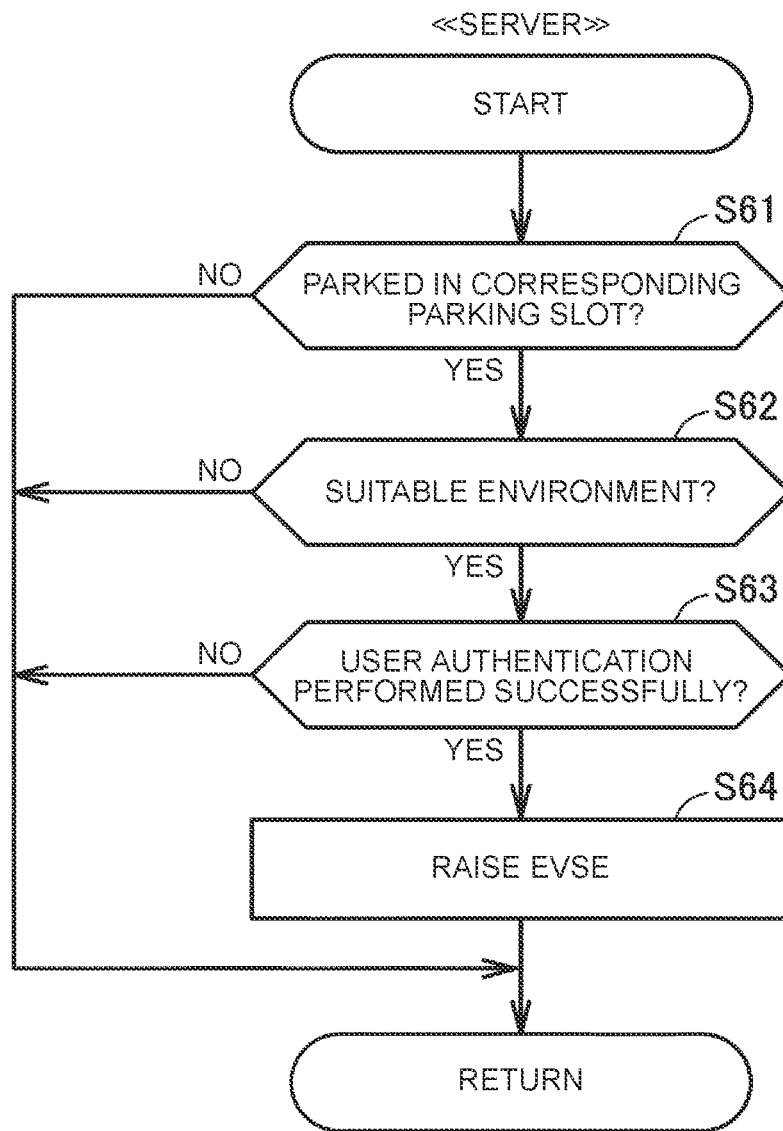 «SERVER»
START
S61
NO
PARKED IN CORRESPONDING
PARKING SLOT?
YES
S62
NO
SUITABLE ENVIRONMENT?
YES
S63
NO
USER AUTHENTICATION
PERFORMED SUCCESSFULLY?
YES
S64
RAISE EVSE
RETURN